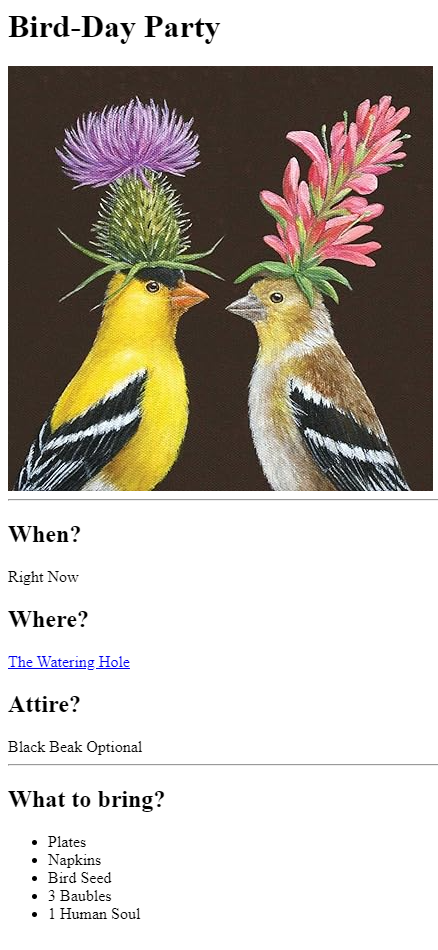 Bird-Day Party
When?
Right Now
Where?
The Watering Hole
Attire?
Black Beak Optional
What to bring?
Plates
Napkins
Bird Seed
3 Baubles
1 Human Soul